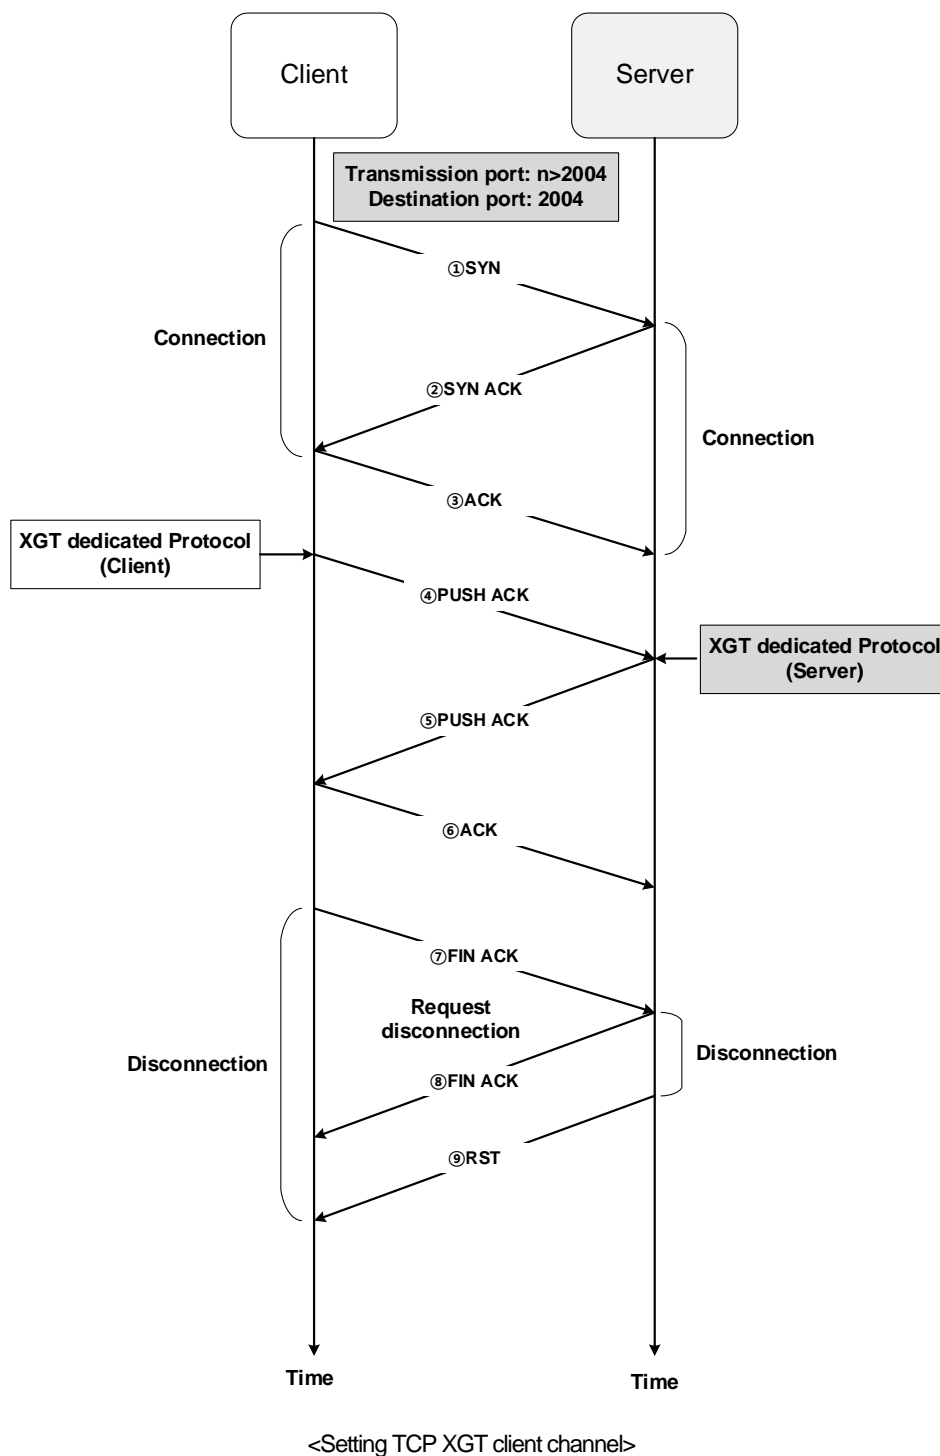 Client
Server
Transmission port: n>2004
Destination port: 2004
①SYN
Connection
②SYN ACK
Connection
③ACK
XGT dedicated Protocol
(Client)
④PUSH ACK
XGT dedicated Protocol
(Server)
⑤PUSH ACK
⑥ACK
⑦FIN ACK
Request
disconnection
Disconnection
Disconnection
⑧FIN ACK
⑨RST
Time
Time
<Setting TCP XGT client channel>